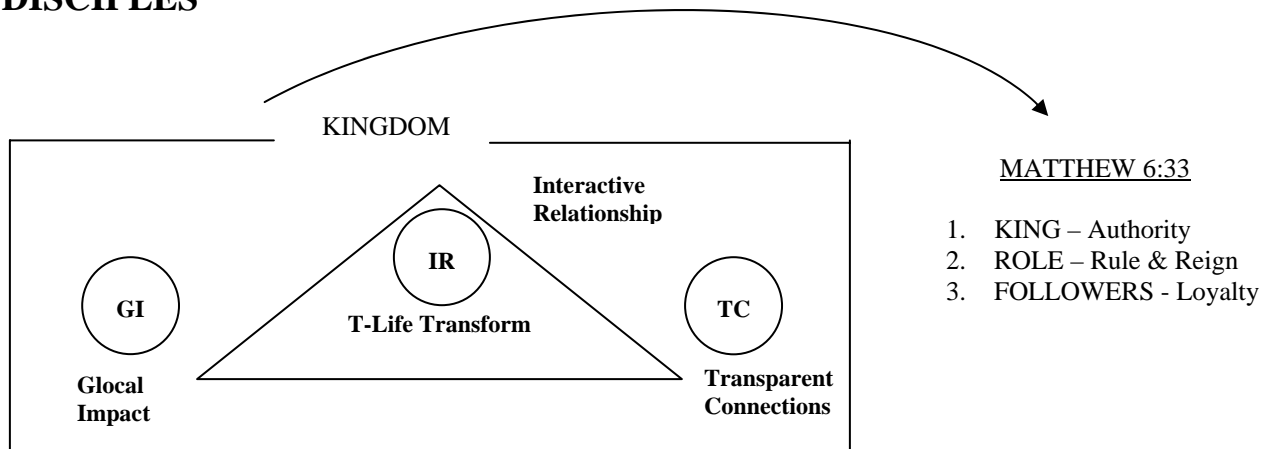 DISCIPLES
KINGDOM
Interactive
Relationship
IR
GI
TC
T-Life Transform
Glocal
Impact
Transparent
Connections
MATTHEW 6:33
1. KING – Authority
2. ROLE – Rule & Reign
3. FOLLOWERS - Loyalty